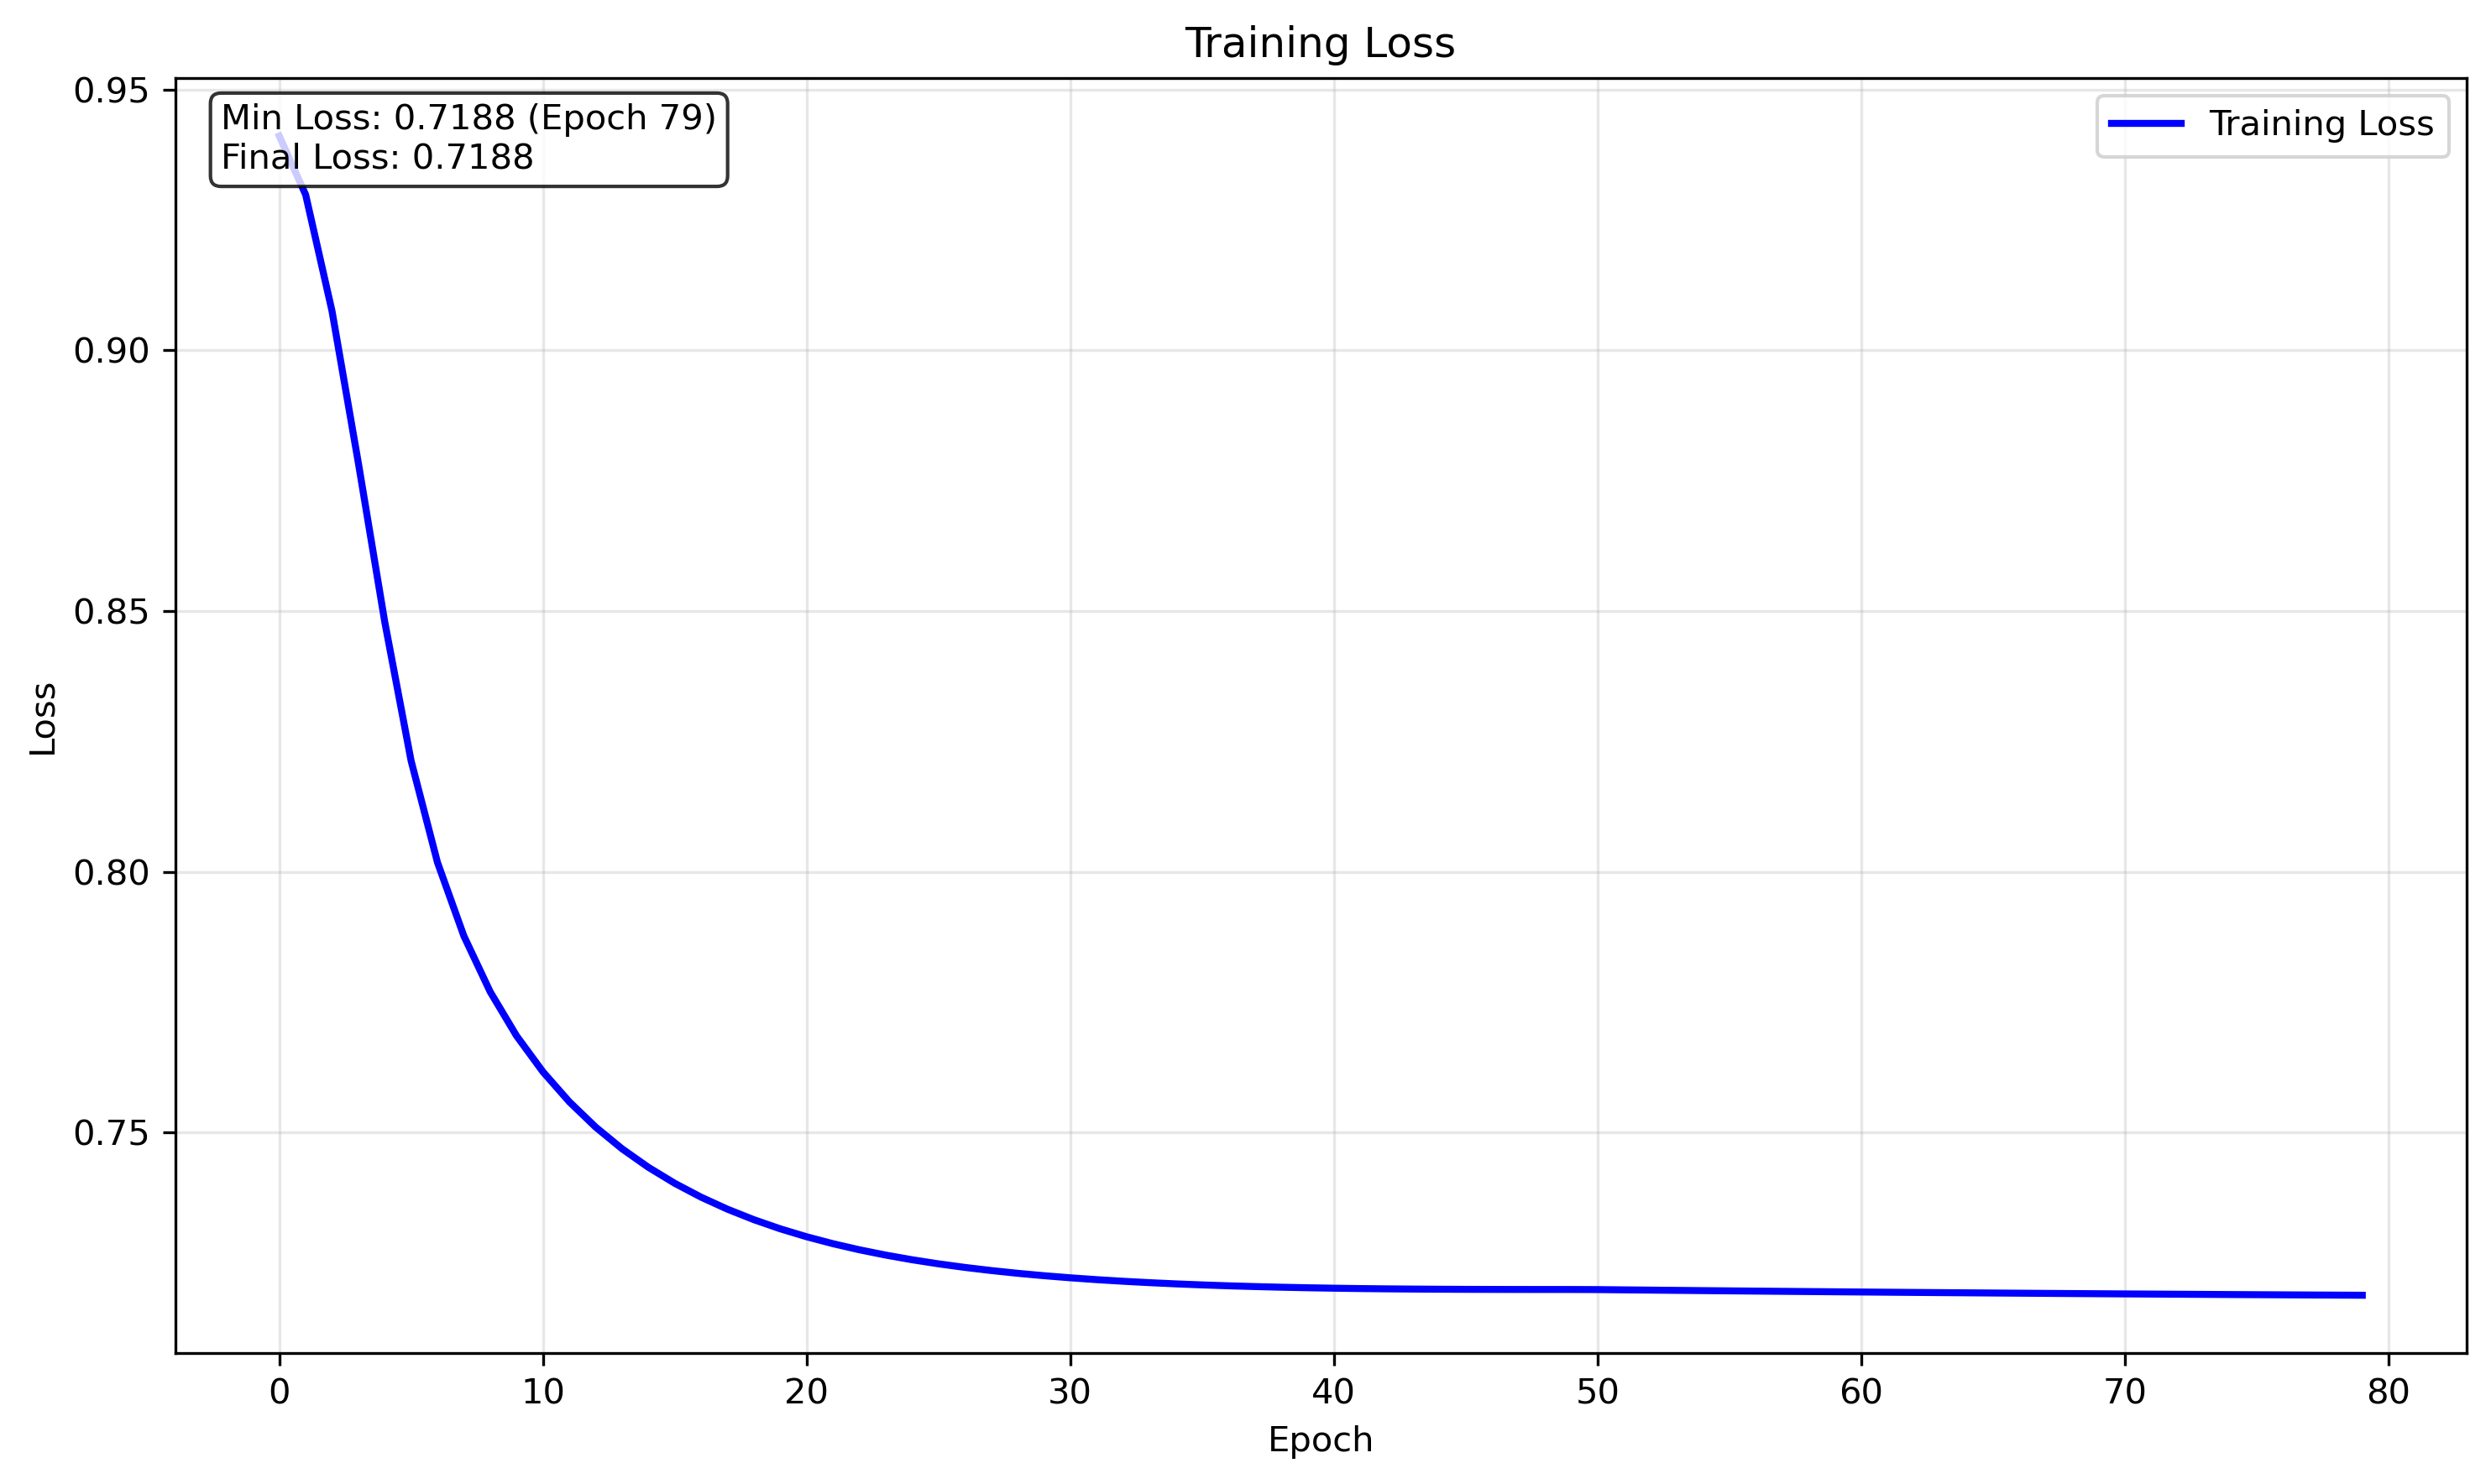 Training Loss
0.95
Min Loss: 0.7188 (Epoch 79)
Final Loss: 0.7188
Training Loss
0.90
0.85
0.80
0.75
Loss
0 10 20 30 40 50 60 70 80
Epoch